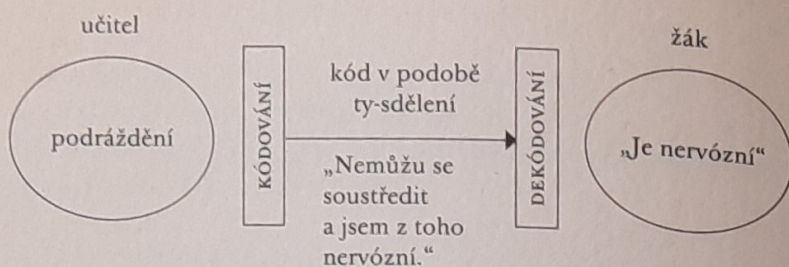 učitel
žák
podráždění
KÓDOVÁNÍ
kód v podobě
ty-sdělení
„Nemůžu se
soustředit
a jsem z toho
nervózní.“
DEKÓDOVÁNÍ
„Je nervózní“